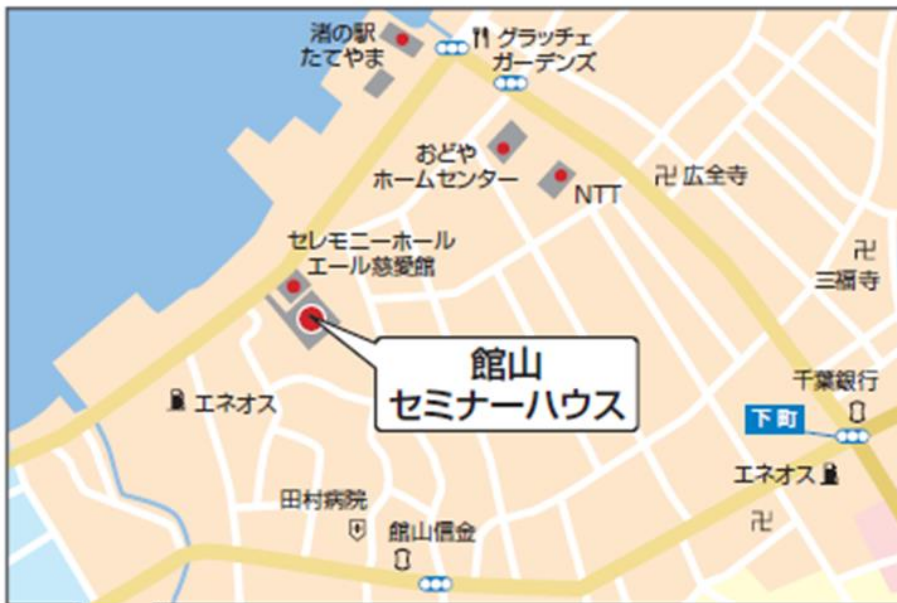 渚の駅
たてやま
グラッチェ
ガーデンズ
おどや
ホームセンター
NTT
広全寺
セレモニーホール
エール慈愛館
三福寺
館山
セミナーハウス
千葉銀行
エネオス
下町
エネオス
田村病院
館山信金